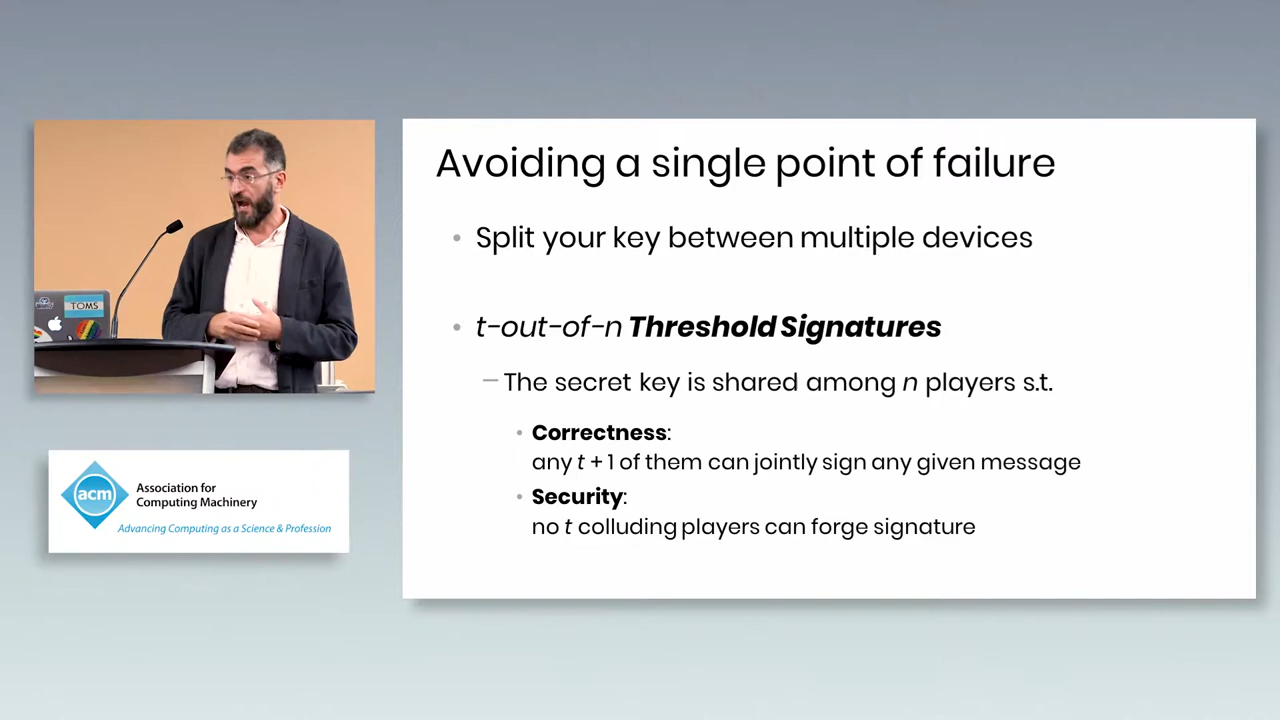 TOMS
acm
Association for
Computing Machinery
Advancing Computing as a Science & Profession
Avoiding a single point of failure
• Split your key between multiple devices
• t-out-of-n Threshold Signatures
– The secret key is shared among n players s.t.
• Correctness:
any t + 1 of them can jointly sign any given message
• Security:
no t colluding players can forge signature